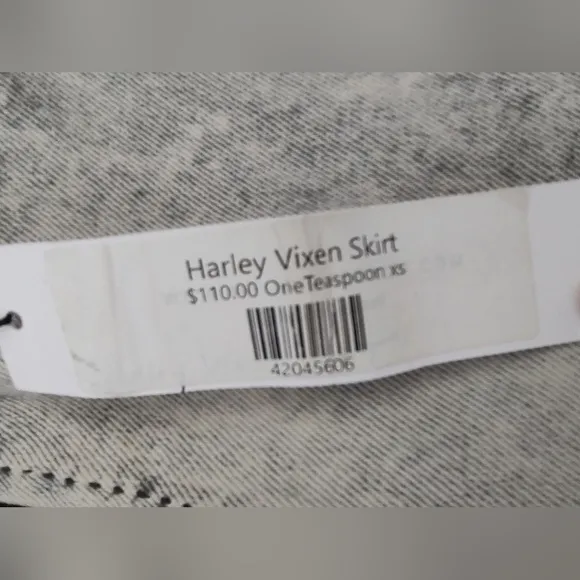 Harley Vixen Skirt
$110.00 OneTeaspoon xs
42045606